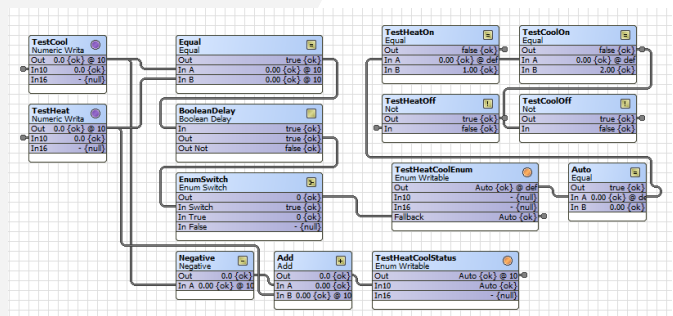 TestCool
Numeric Writa
Out 0.0 {ok} @ 10
In10 0.0 {ok}
In16 - {null}
TestHeat
Numeric Writa
Out 0.0 {ok} @ 10
In10 0.0 {ok}
In16 - {null}
Equal
Equal
Out true {ok}
In A 0.00 {ok} @ 10
In B 0.00 {ok} @ 10
BooleanDelay
Boolean Delay
In true {ok}
Out true {ok}
Out Not false {ok}
EnumSwitch
Enum Switch
Out 0 {ok}
In Switch true {ok}
In True 0 {ok}
In False - {null}
Negative
Negative
Out 0.0 {ok}
In A 0.00 {ok} @ 10
Add
Add
Out 0.0 {ok}
In A 0.0 {ok}
In B 0.00 {ok} @ 10
TestHeatOn
Equal
Out false {ok}
In A 0.00 {ok} @ def
In B 1.00 {ok}
TestCoolOn
Equal
Out false {ok}
In A 0.00 {ok} @ def
In B 2.00 {ok}
TestHeatOff
Not
Out true {ok}
In false {ok}
TestCoolOff
Not
Out true {ok}
In false {ok}
TestHeatCoolEnum
Enum Writable
Out Auto {ok} @ def
In10 - {null}
In16 - {null}
Fallback Auto {ok}
Auto
Equal
Out true {ok}
In A 0.00 {ok} @ de
In B 0.00 {ok}
TestHeatCoolStatus
Enum Writable
Out Auto {ok} @ 10
In10 Auto {ok}
In16 - {null}